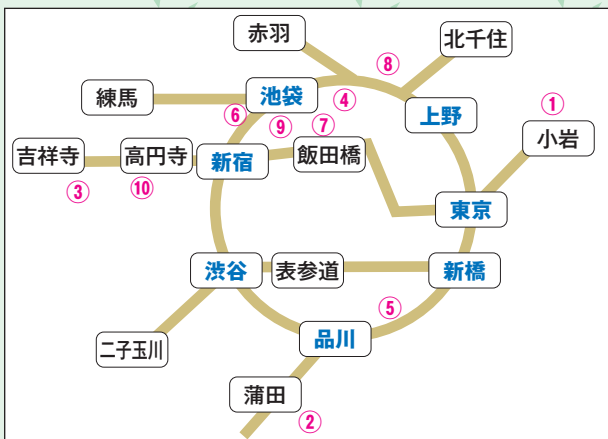 赤羽
⑧
北千住
練馬
池袋
④
⑥
上野
①
⑨
⑦
小岩
吉祥寺
高円寺
新宿
飯田橋
③
⑩
東京
渋谷
表参道
新橋
⑤
品川
二子玉川
蒲田
②